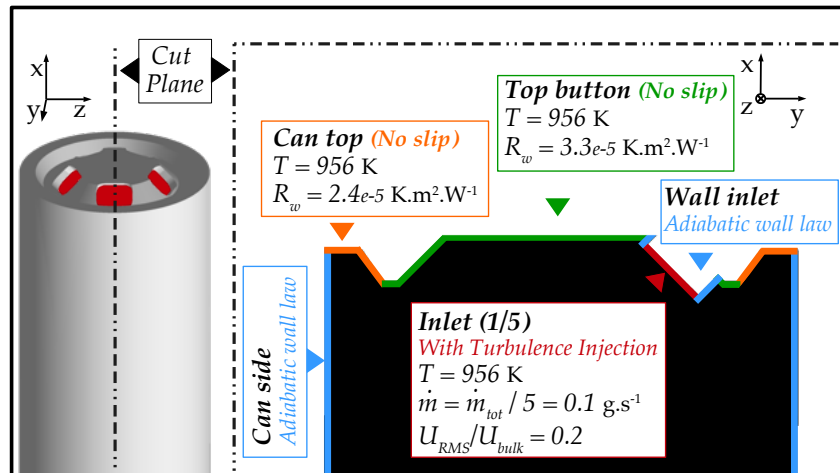 Cut
Plane
x
y
z
x
z
y
Top button (No slip)
T = 956 K
R_w = 3.3e-5 K.m².W⁻¹
Can top (No slip)
T = 956 K
R_w = 2.4e-5 K.m².W⁻¹
Wall inlet
Adiabatic wall law
Can side
Adiabatic wall law
Inlet (1/5)
With Turbulence Injection
T = 956 K
ṁ = ṁ_tot / 5 = 0.1 g.s⁻¹
U_RMS/U_bulk = 0.2